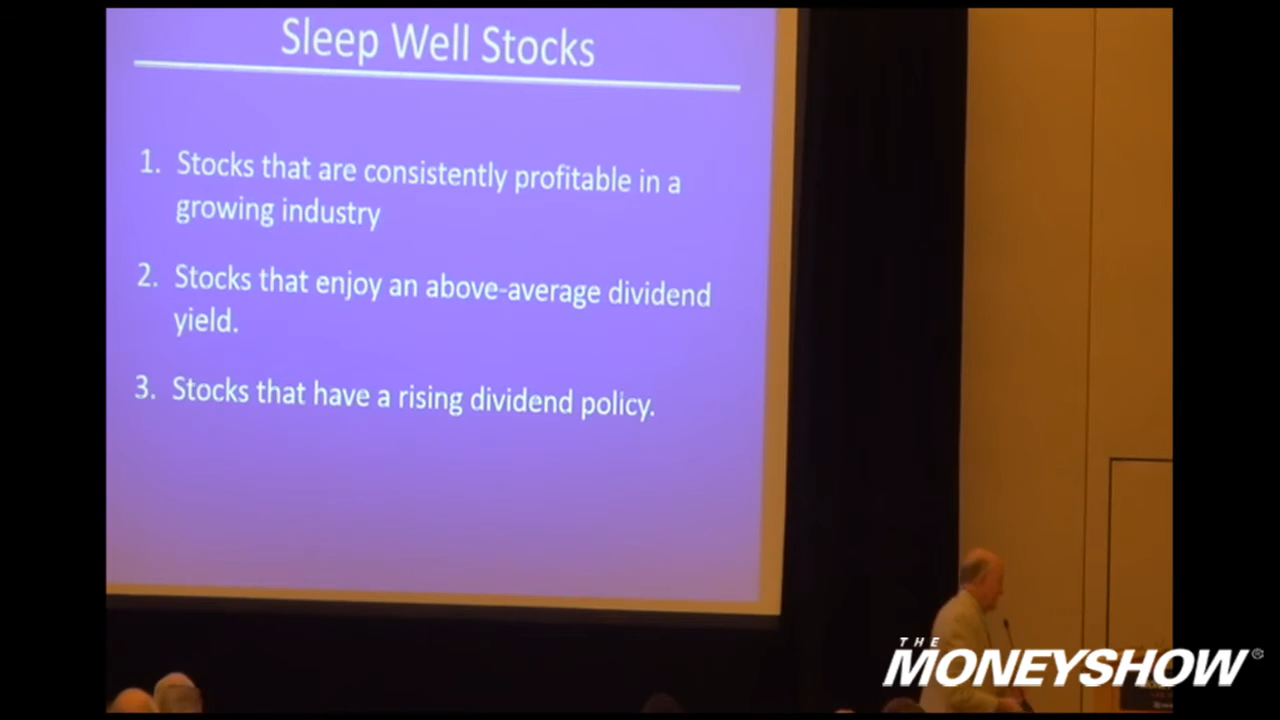 Sleep Well Stocks
1. Stocks that are consistently profitable in a
growing industry
2. Stocks that enjoy an above-average dividend
yield.
3. Stocks that have a rising dividend policy.
THE
MONEYSHOW®